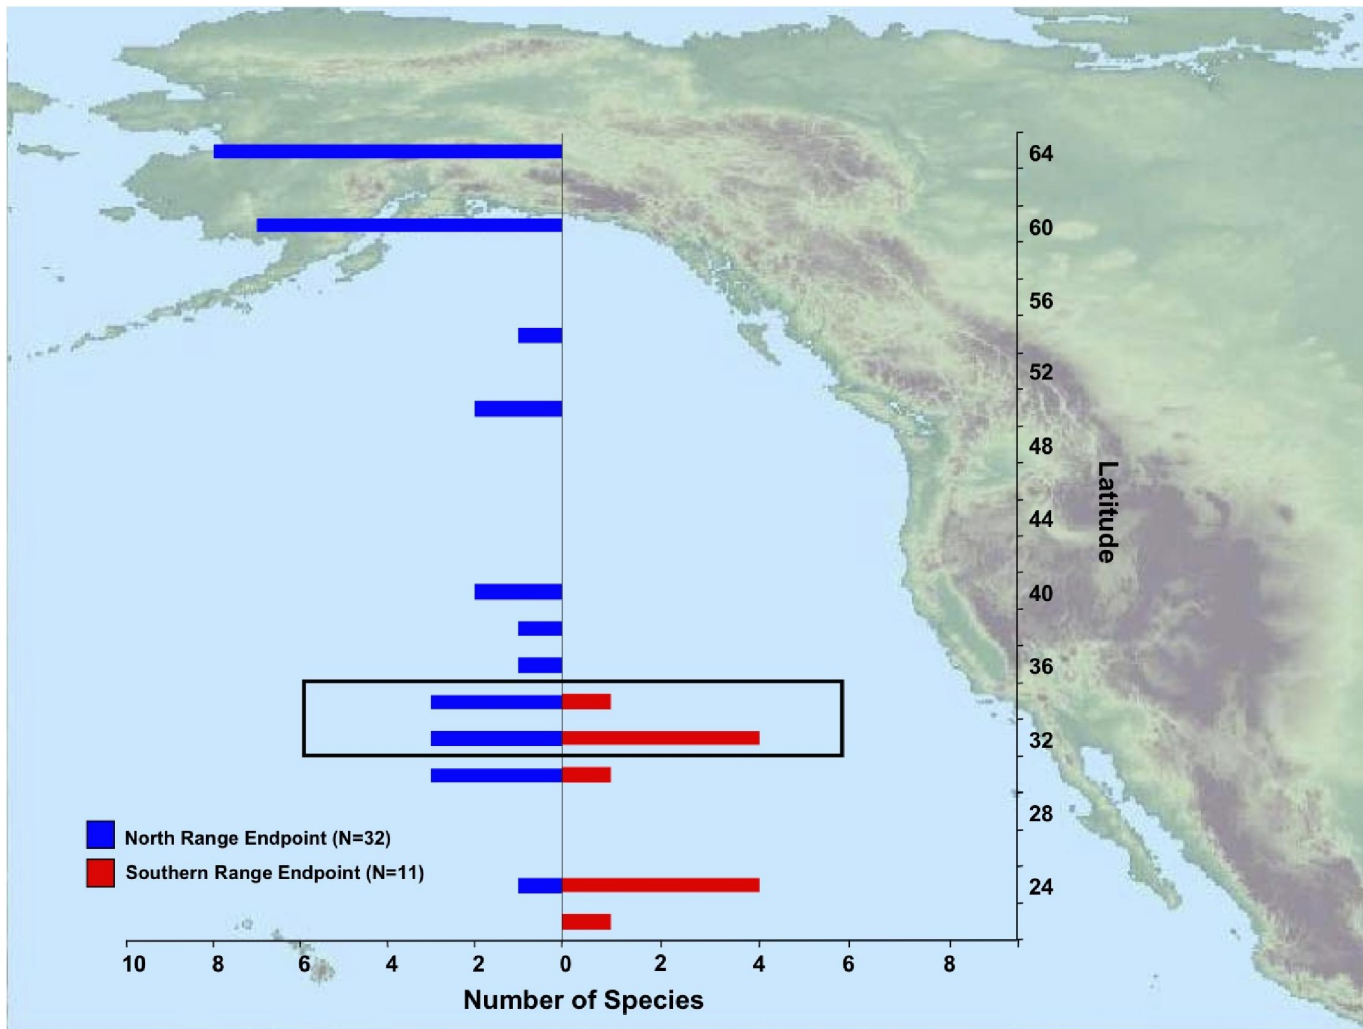 64
60
56
52
48
44
Latitude
40
36
32
28
North Range Endpoint (N=32)
Southern Range Endpoint (N=11)
24
10 8 6 4 2 0 2 4 6 8
Number of Species